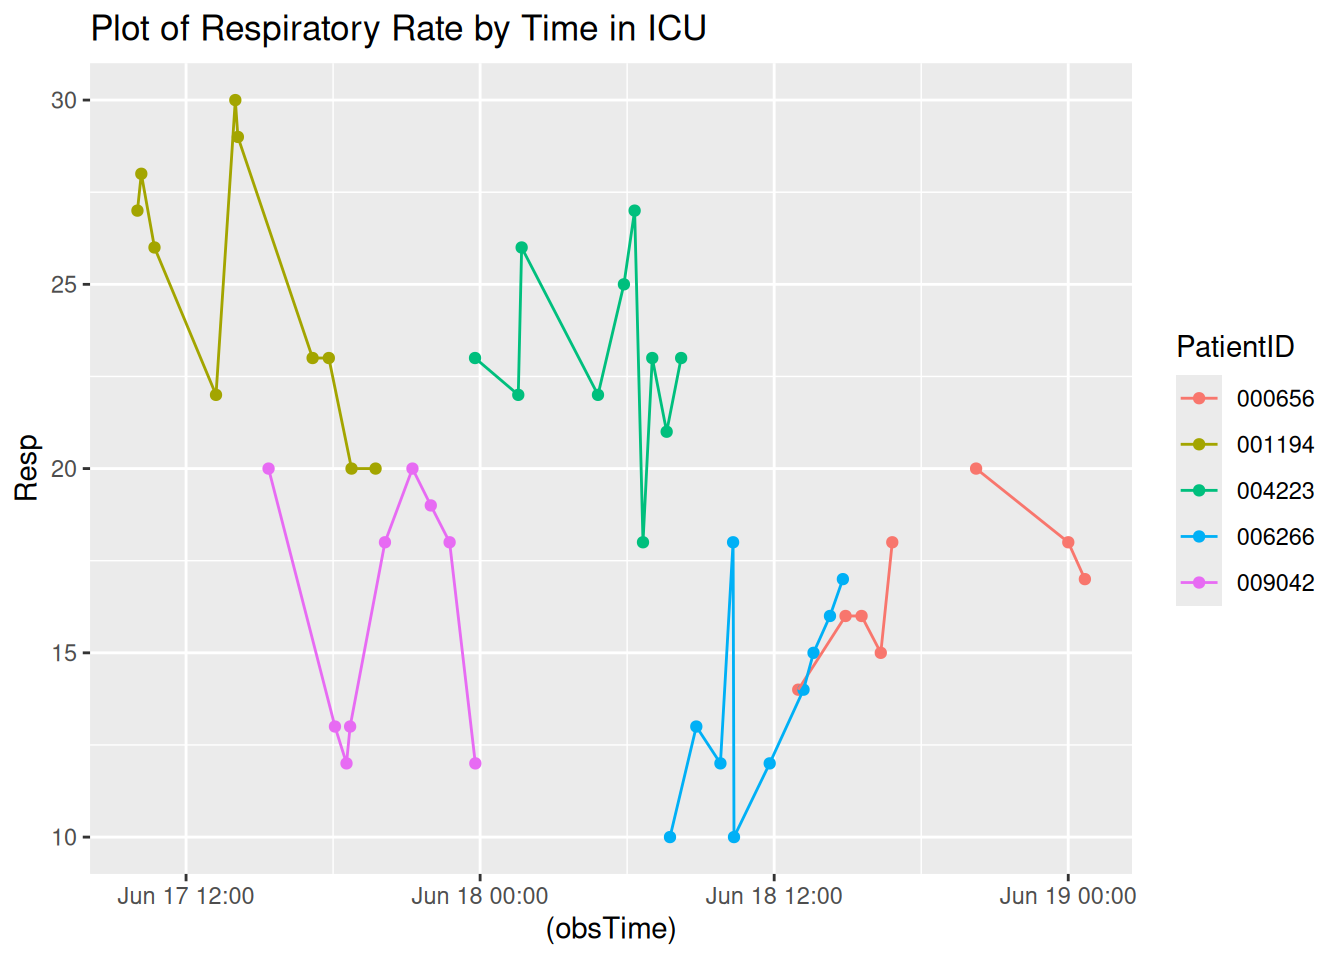 Plot of Respiratory Rate by Time in ICU
30
25
20
15
10
Resp
Jun 17 12:00
Jun 18 00:00
Jun 18 12:00
Jun 19 00:00
(obsTime)
PatientID
000656
001194
004223
006266
009042